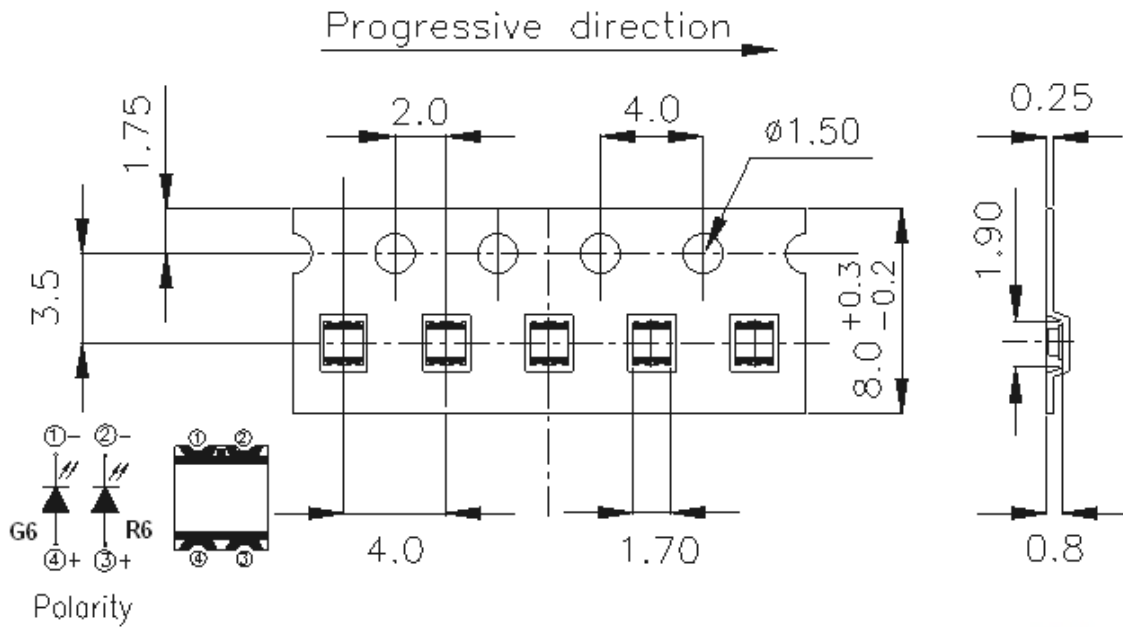 Progressive direction
2.0
4.0
0.25
1.75
ø1.50
3.5
1.90
8.0 +0.3 -0.2
①- ②-
① ②
G6 R6
④+ ③+
④ ③
4.0
1.70
0.8
Polarity